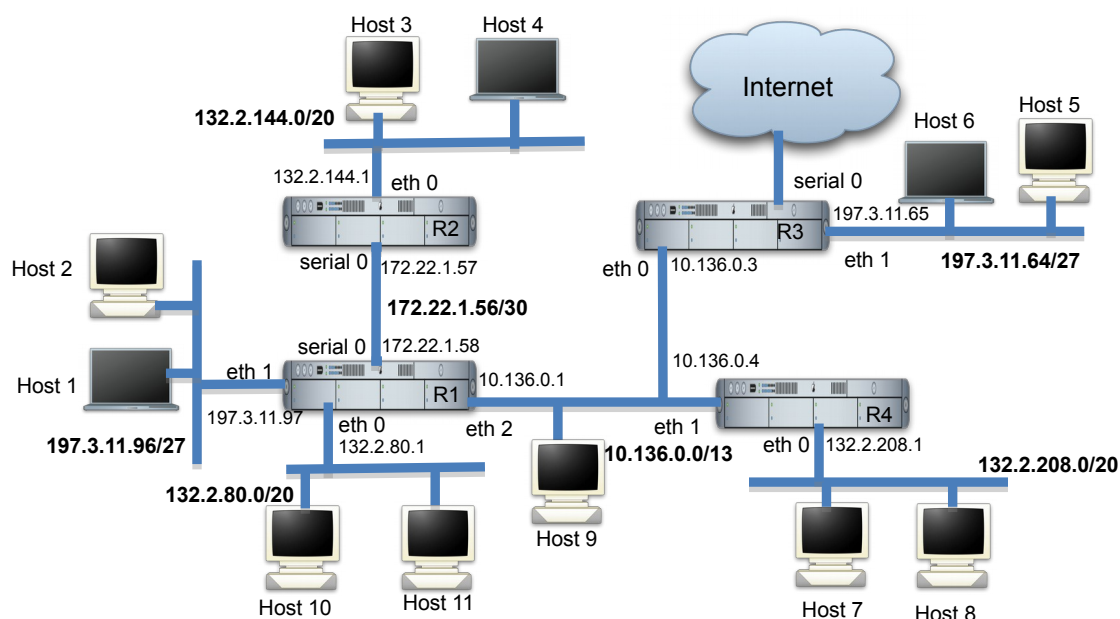 Host 3
Host 4
Internet
Host 5
Host 6
132.2.144.0/20
132.2.144.1
eth 0
serial 0
197.3.11.65
R2
R3
Host 2
serial 0
172.22.1.57
eth 0
10.136.0.3
eth 1
197.3.11.64/27
172.22.1.56/30
serial 0
172.22.1.58
10.136.0.4
Host 1
eth 1
10.136.0.1
R1
R4
197.3.11.97
eth 0
eth 2
eth 1
197.3.11.96/27
132.2.80.1
10.136.0.0/13
eth 0
132.2.208.1
132.2.80.0/20
132.2.208.0/20
Host 9
Host 10
Host 11
Host 7
Host 8